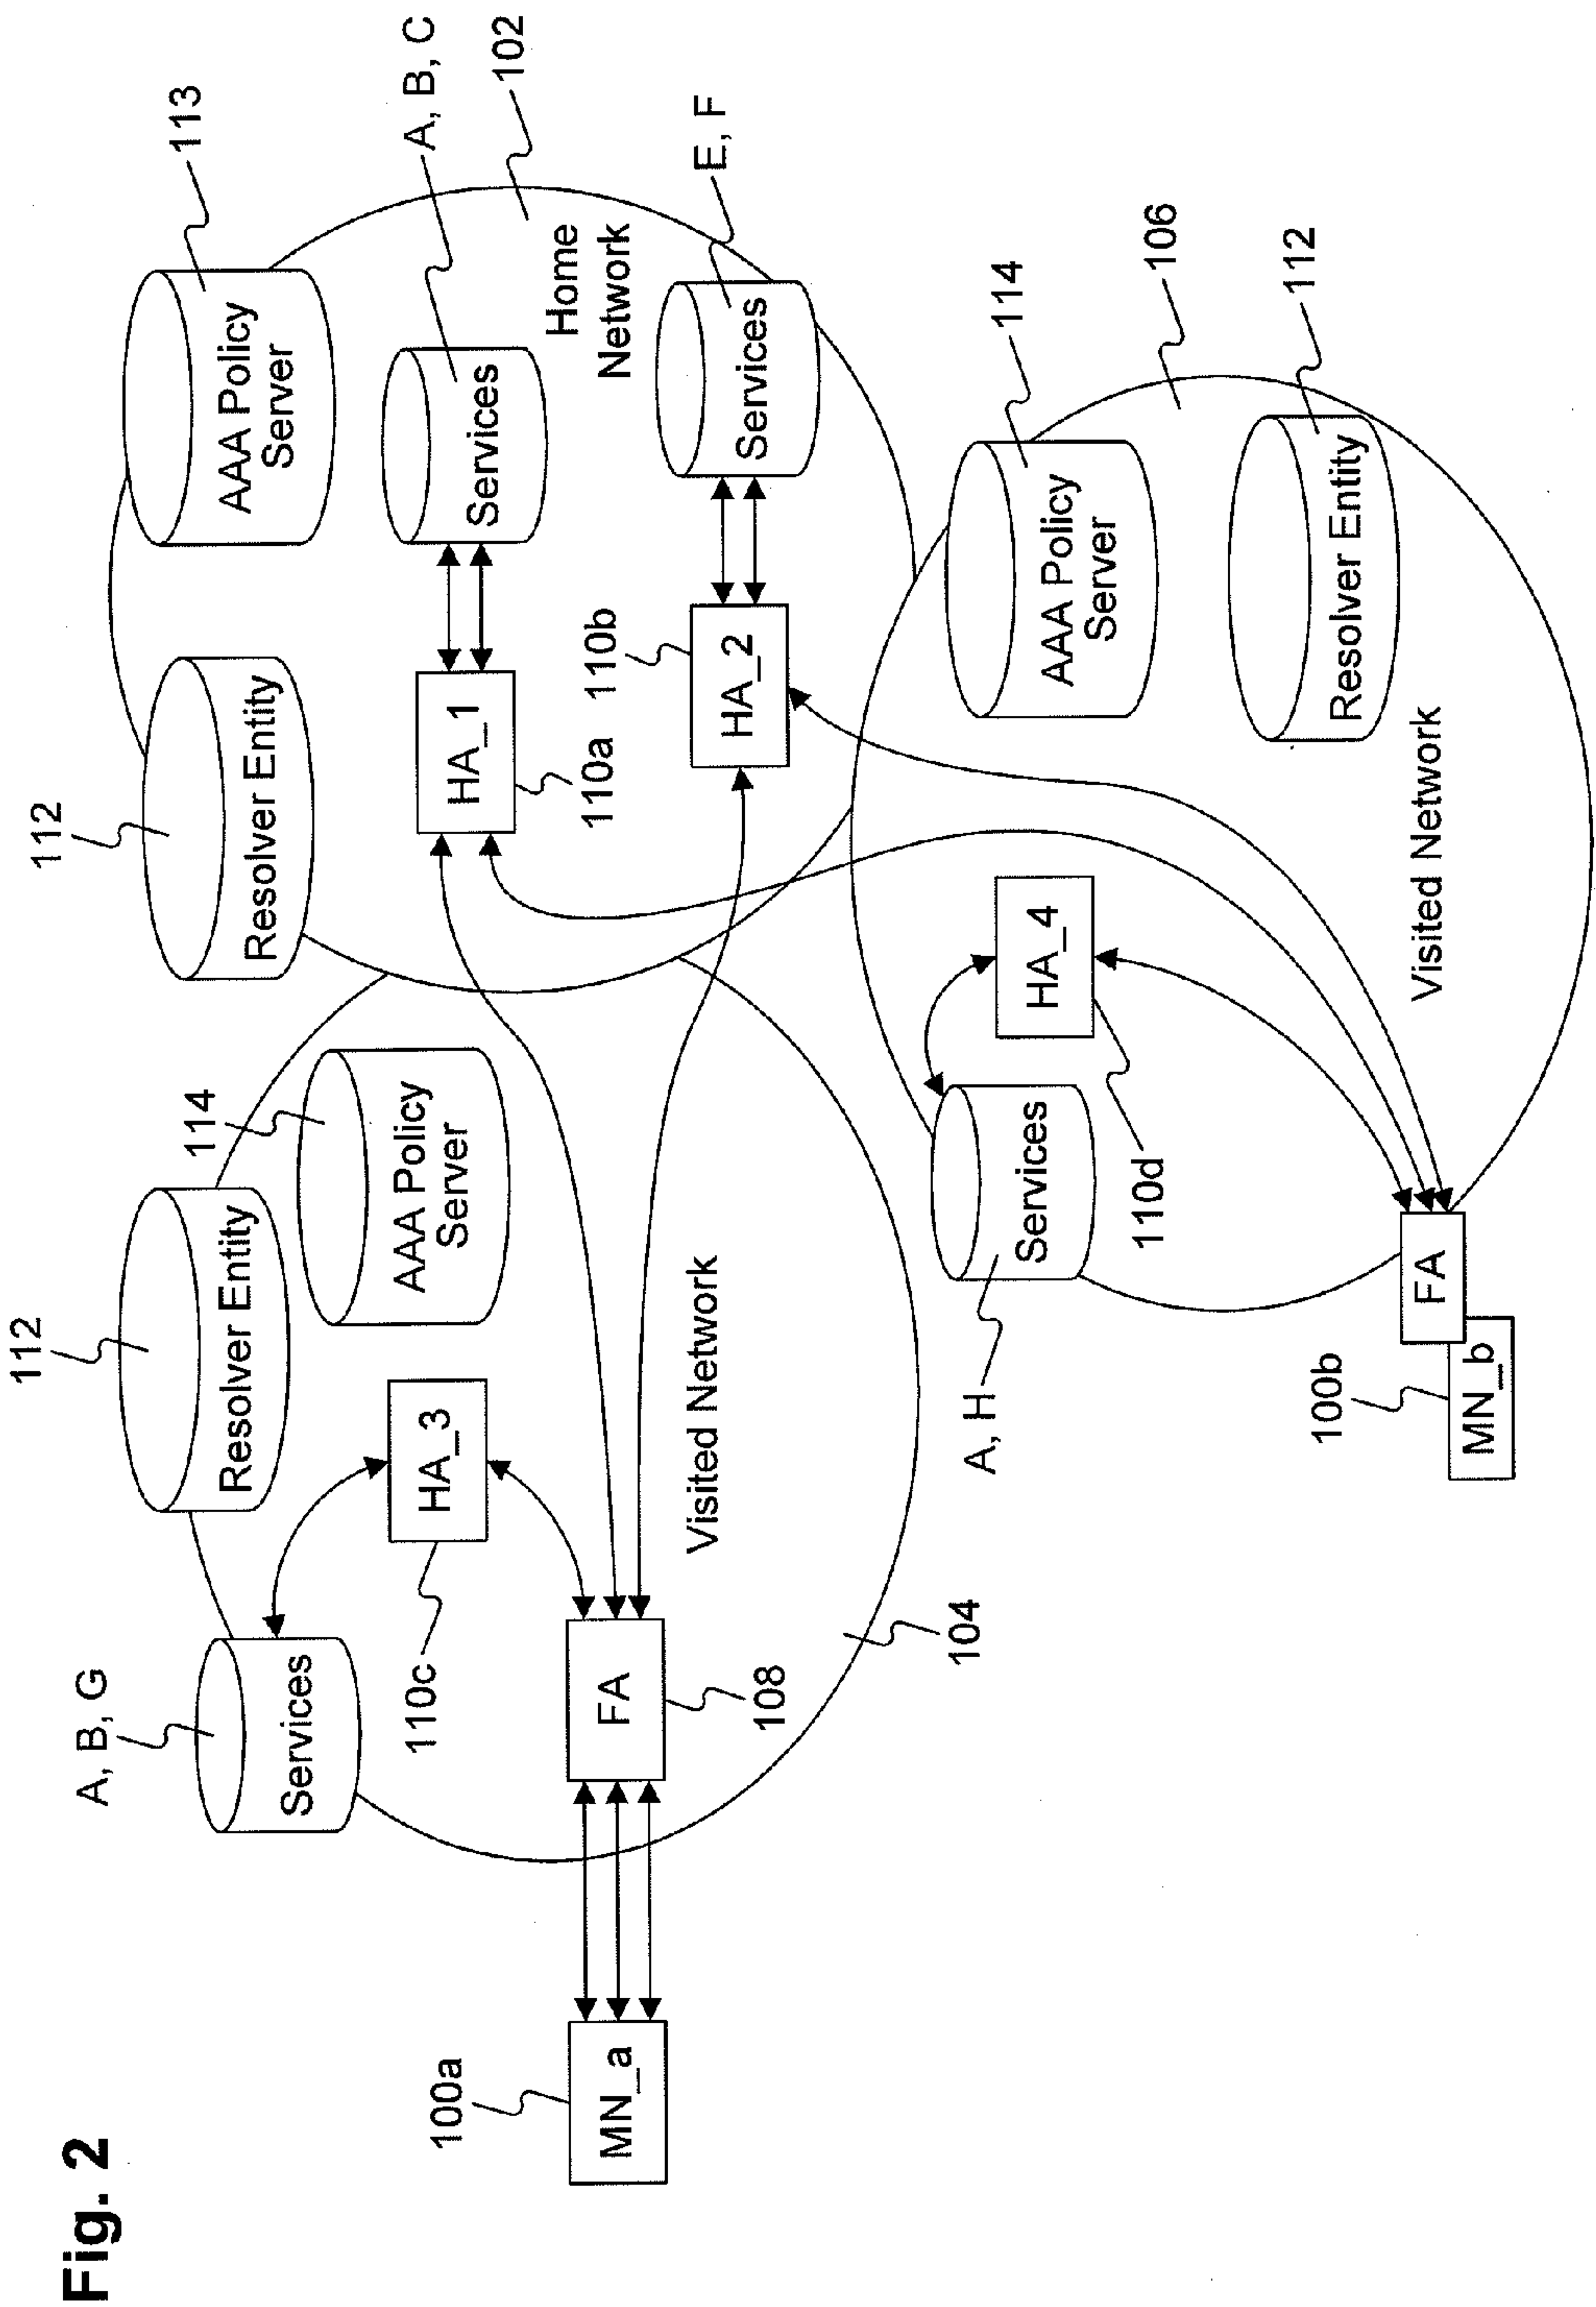 Fig. 2
112
112
113
A, B, G
Services
Resolver Entity
114
Resolver Entity
AAA Policy
Server
AAA Policy
Server
A, B, C
Services
102
110c
HA_3
HA_1
110a
Home
Network
100a
MN_a
FA
108
Visited Network
110b
HA_2
Services
E, F
104
A, H
Services
HA_4
110d
AAA Policy
Server
114
106
Resolver Entity
112
Visited Network
100b
FA
MN_b